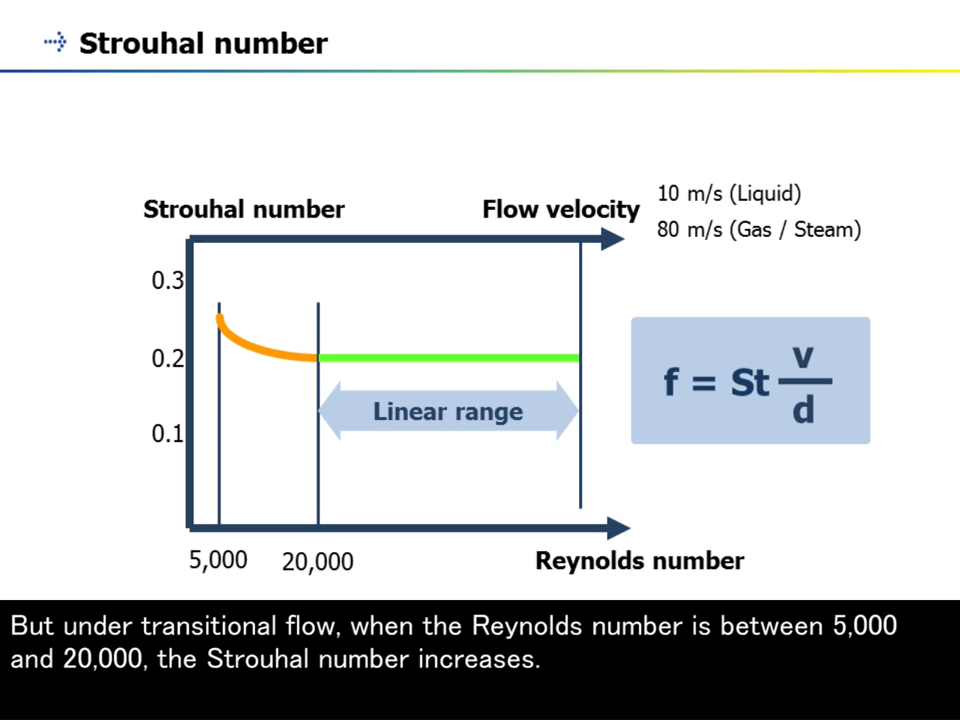 Strouhal number
Strouhal number
Flow velocity
10 m/s (Liquid)
80 m/s (Gas / Steam)
0.3
0.2
0.1
Linear range
f = St v
d
5,000
20,000
Reynolds number
But under transitional flow, when the Reynolds number is between 5,000
and 20,000, the Strouhal number increases.